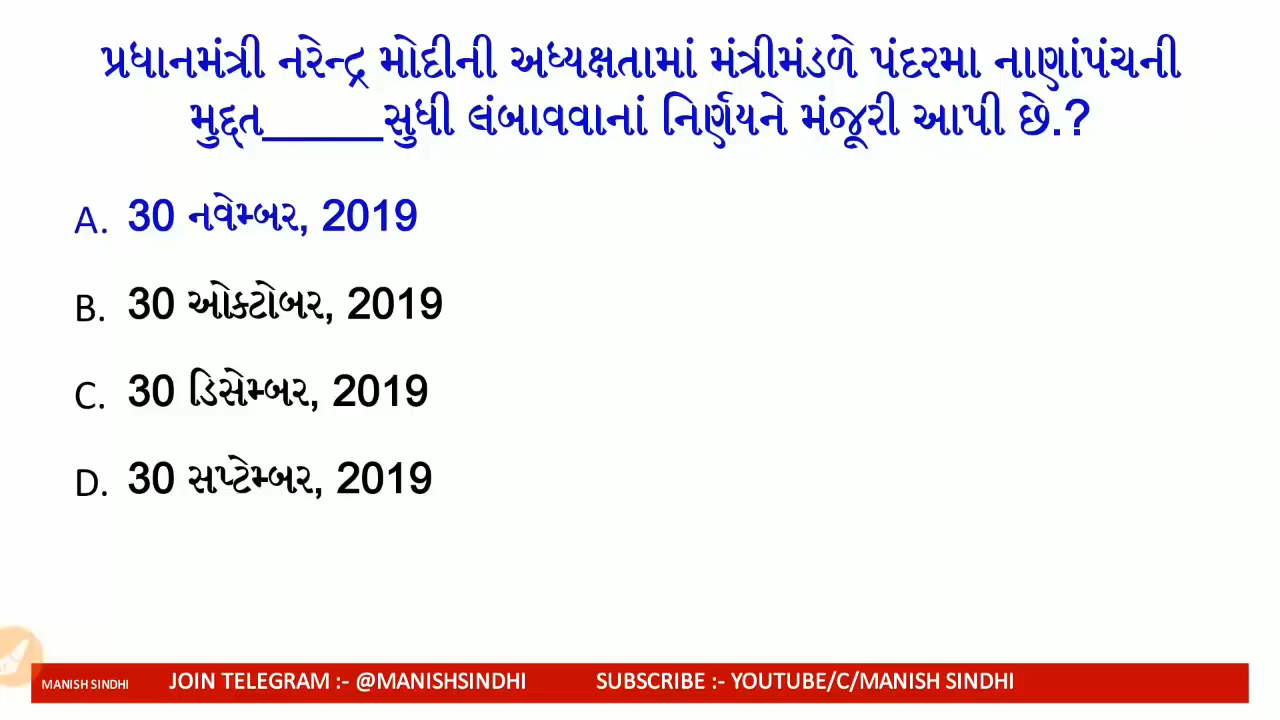 પ્રધાનમંત્રી નરેન્દ્ર મોદીની અધ્યક્ષતામાં મંત્રીમંડળે પંદરમા નાણાંપંચની
મુદ્દત_____સુધી લંબાવવાનાં નિર્ણયને મંજૂરી આપી છે.?
A. 30 નવેમ્બર, 2019
B. 30 ઓક્ટોબર, 2019
C. 30 ડિસેમ્બર, 2019
D. 30 સપ્ટેમ્બર, 2019
MANISH SINDHI JOIN TELEGRAM :- @MANISHSINDHI SUBSCRIBE :- YOUTUBE/C/MANISH SINDHI